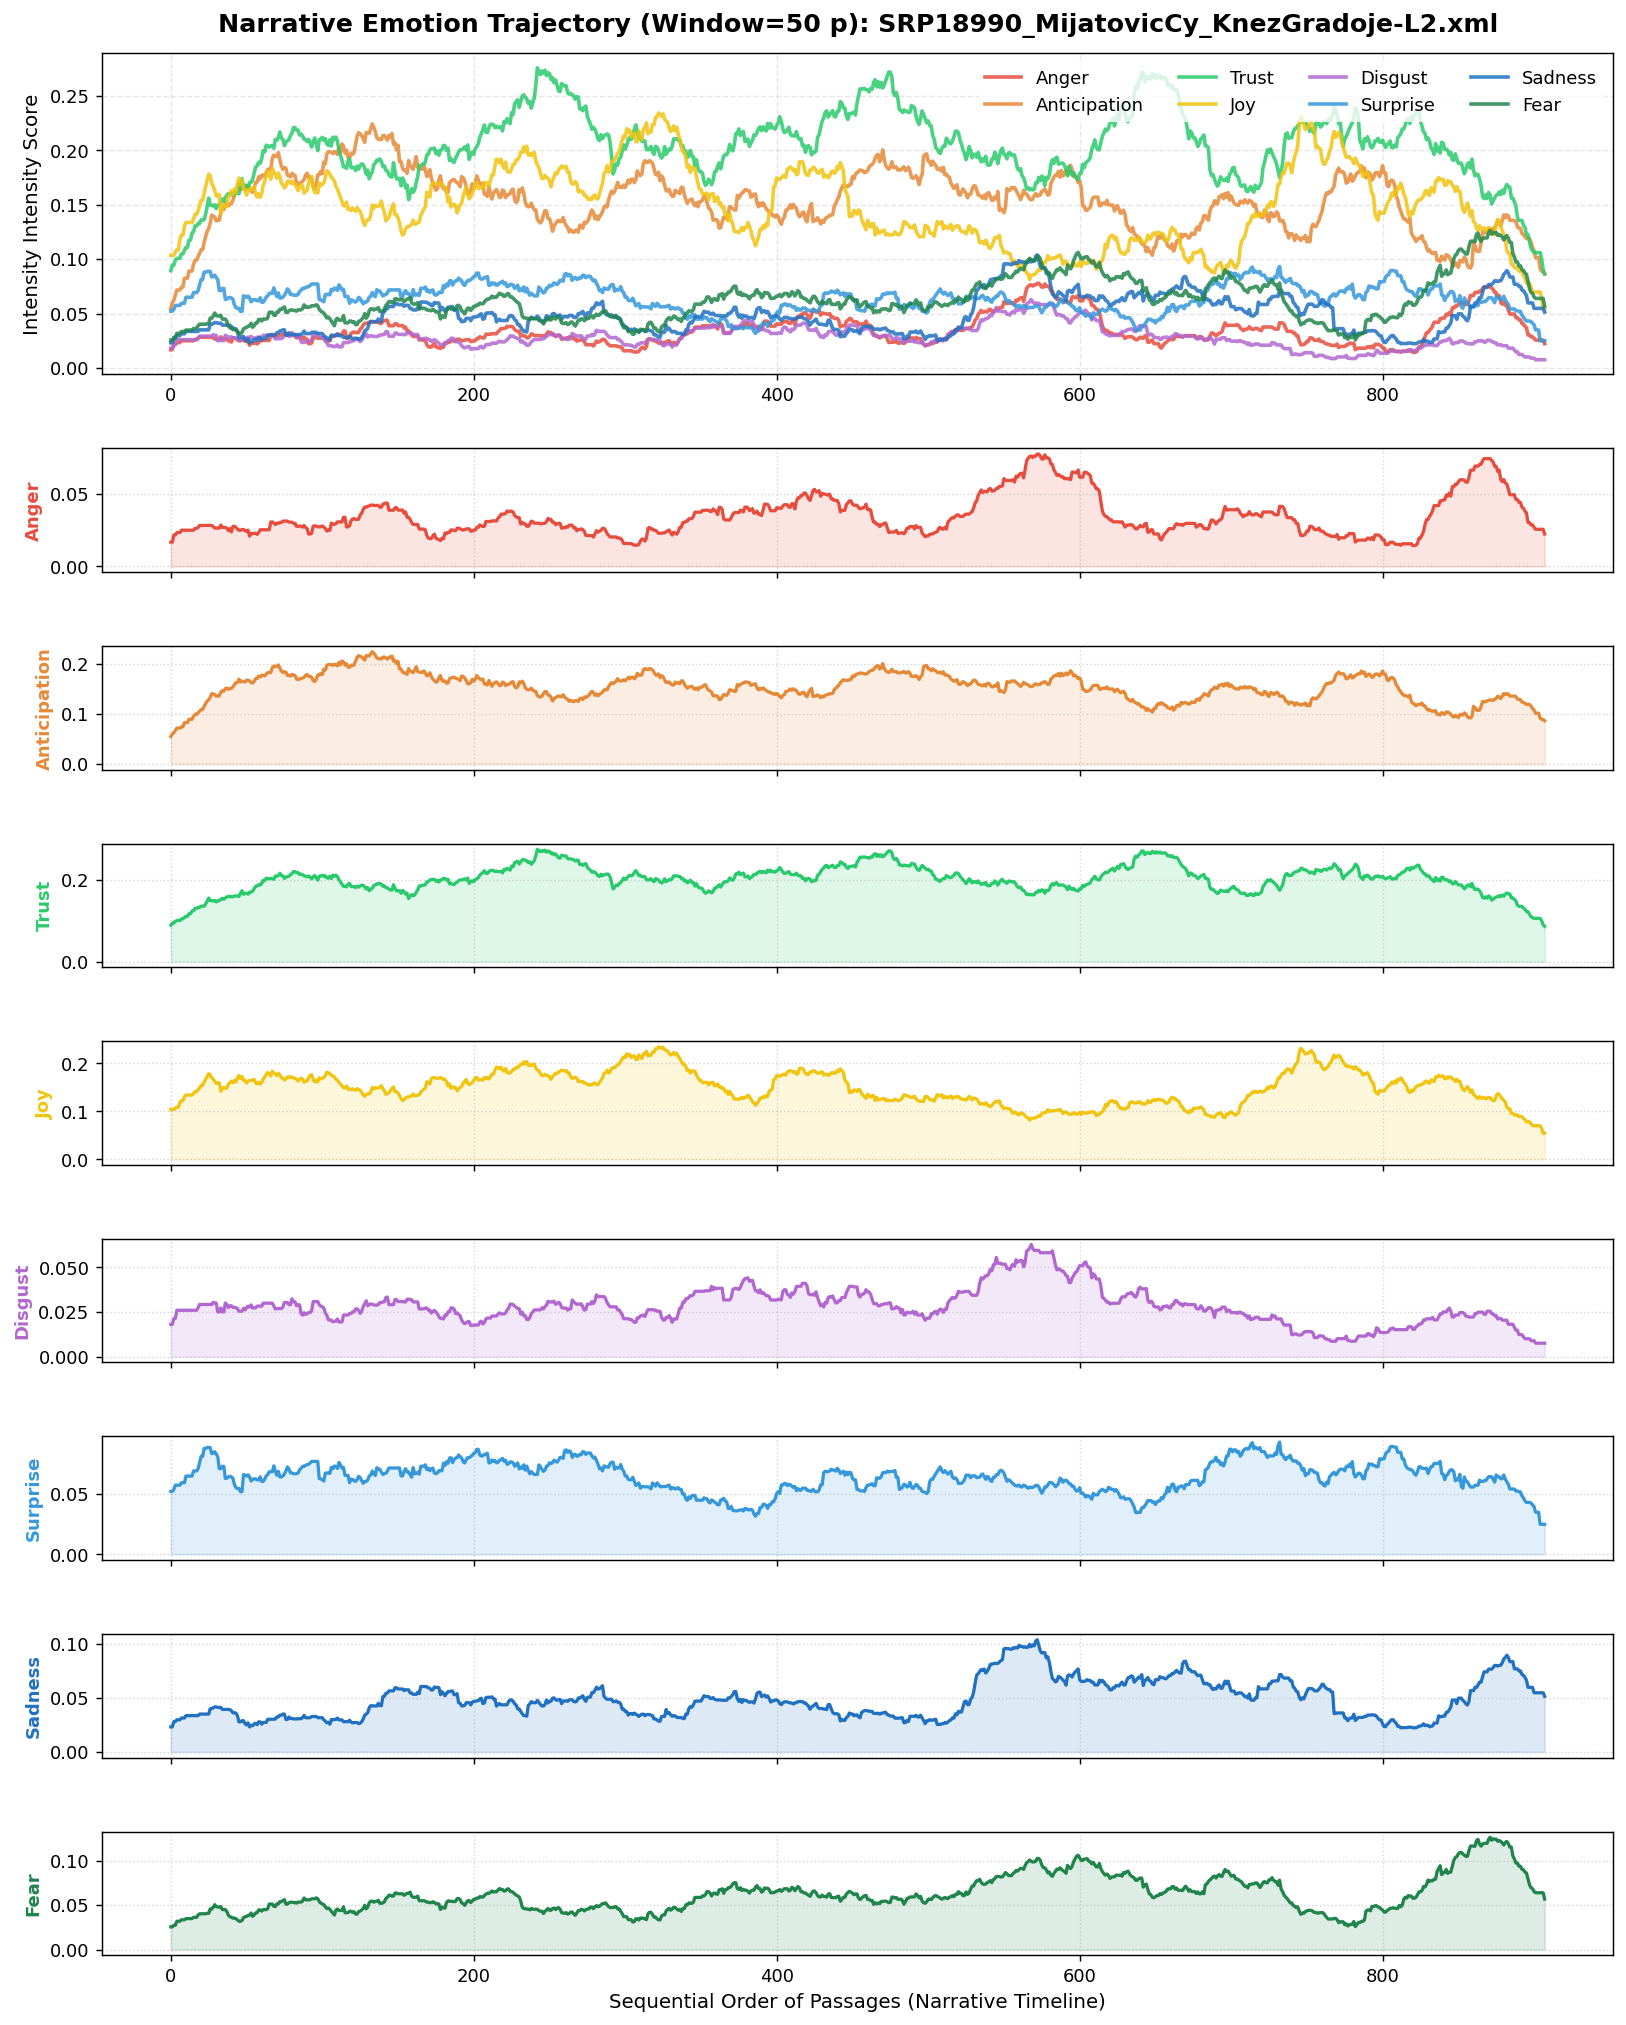 Narrative Emotion Trajectory (Window=50 p): SRP18990_MijatovicCy_KnezGradoje-L2.xml
Intensity Intensity Score
0.25
0.20
0.15
0.10
0.05
0.00
Anger
Trust
Disgust
Sadness
Anticipation
Joy
Surprise
Fear
0
200
400
600
800
Anger
0.05
0.00
Anticipation
0.2
0.1
0.0
Trust
0.2
0.0
Joy
0.2
0.1
0.0
Disgust
0.050
0.025
0.000
Surprise
0.05
0.00
Sadness
0.10
0.05
0.00
Fear
0.10
0.05
0.00
0
200
400
600
800
Sequential Order of Passages (Narrative Timeline)